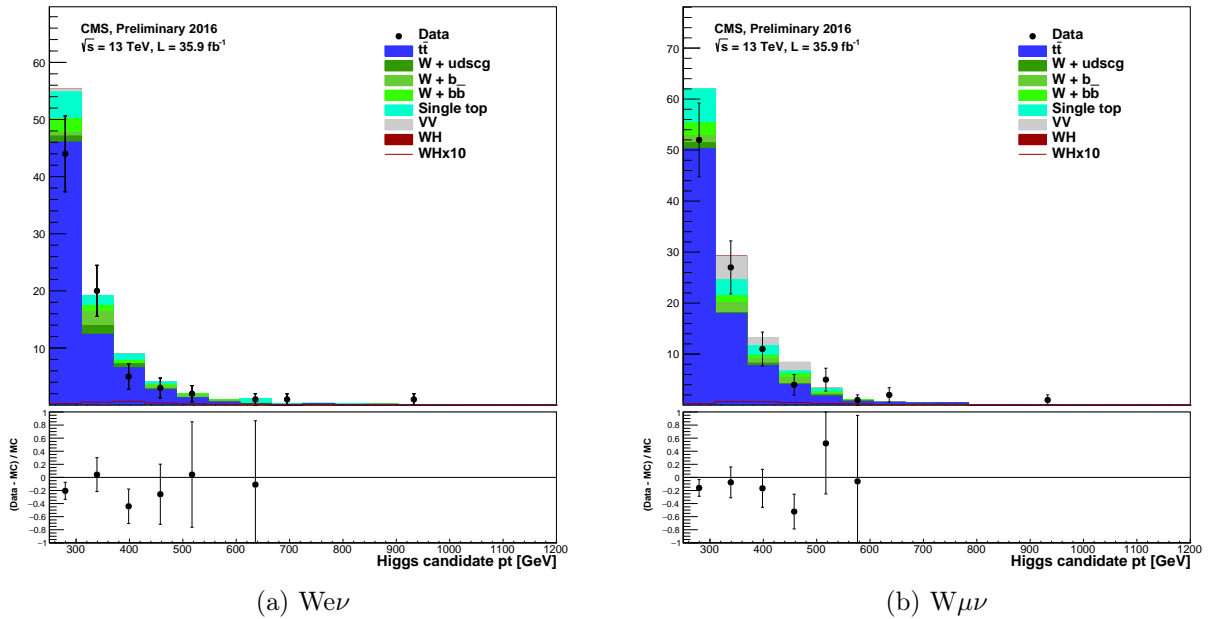 CMS, Preliminary 2016
√s = 13 TeV, L = 35.9 fb⁻¹
Data
tt̄
W + udscg
W + b_
W + bb̄
Single top
VV
WH
WHx10
60
50
40
30
20
10
(Data - MC) / MC
1
0.8
0.6
0.4
0.2
0
−0.2
−0.4
−0.6
−0.8
−1
300 400 500 600 700 800 900 1000 1100 1200
Higgs candidate pt [GeV]
(a) Weν
CMS, Preliminary 2016
√s = 13 TeV, L = 35.9 fb⁻¹
Data
tt̄
W + udscg
W + b_
W + bb̄
Single top
VV
WH
WHx10
70
60
50
40
30
20
10
(Data - MC) / MC
1
0.8
0.6
0.4
0.2
0
−0.2
−0.4
−0.6
−0.8
−1
300 400 500 600 700 800 900 1000 1100 1200
Higgs candidate pt [GeV]
(b) Wμν